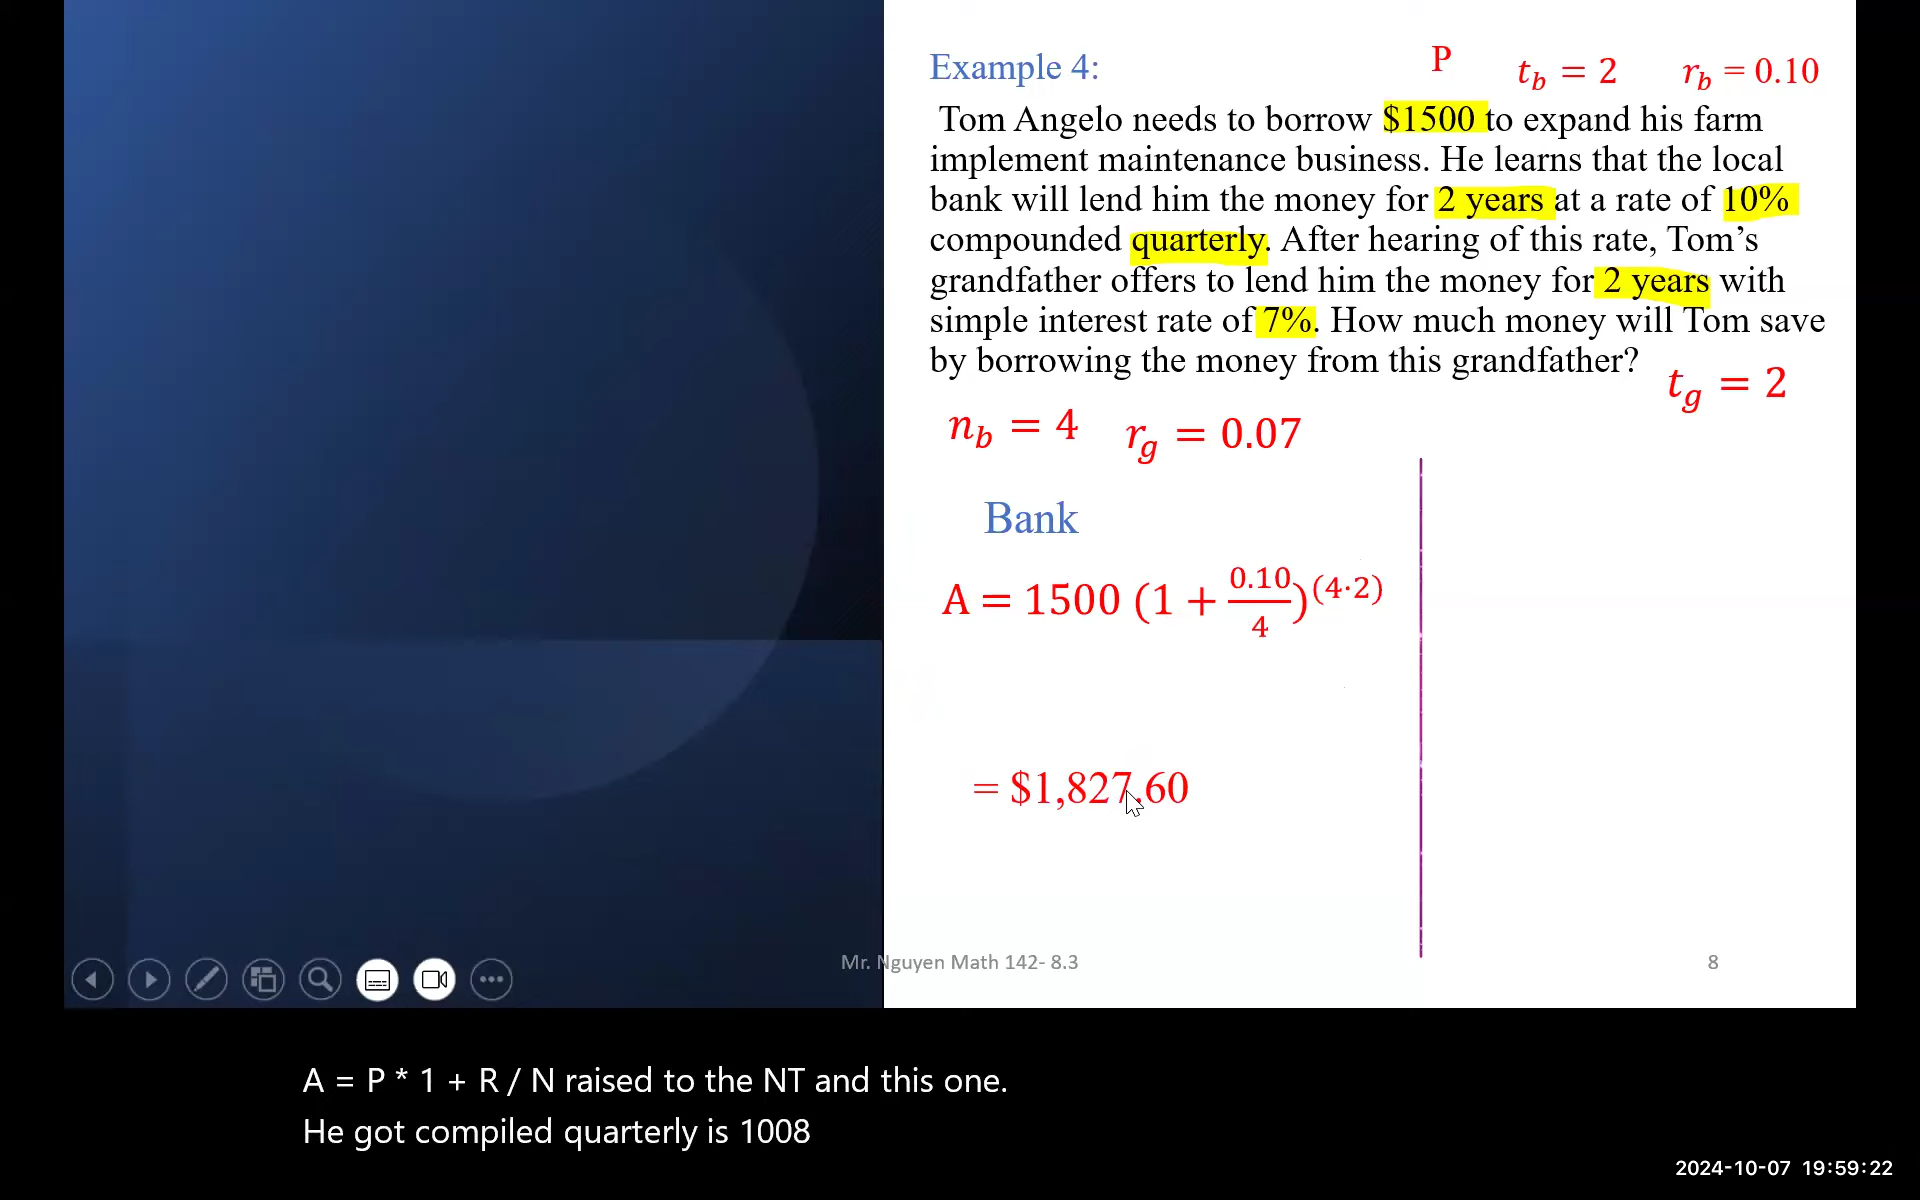 Example 4:
P
t_b = 2
r_b = 0.10
Tom Angelo needs to borrow $1500 to expand his farm
implement maintenance business. He learns that the local
bank will lend him the money for 2 years at a rate of 10%
compounded quarterly. After hearing of this rate, Tom's
grandfather offers to lend him the money for 2 years with
simple interest rate of 7%. How much money will Tom save
by borrowing the money from this grandfather?
t_g = 2
n_b = 4
r_g = 0.07
Bank
A = 1500 (1 + 0.10/4)^(4·2)
= $1,827.60
Mr. Nguyen Math 142- 8.3
8
A = P * 1 + R / N raised to the NT and this one.
He got compiled quarterly is 1008
2024-10-07 19:59:22